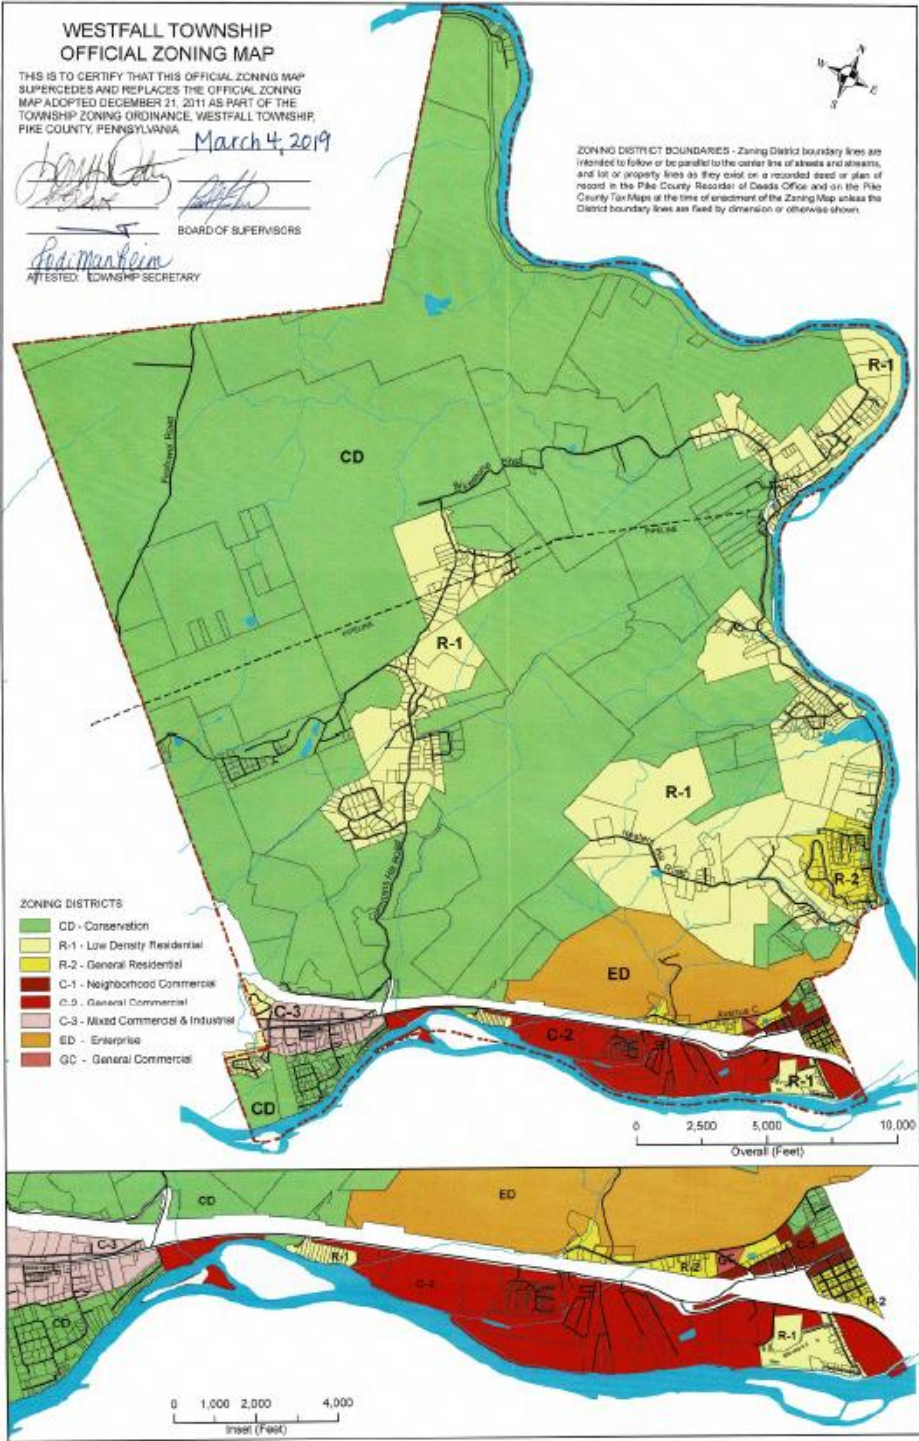 WESTFALL TOWNSHIP
OFFICIAL ZONING MAP
THIS IS TO CERTIFY THAT THIS OFFICIAL ZONING MAP
SUPERCEDES AND REPLACES THE OFFICIAL ZONING
MAP ADOPTED DECEMBER 21, 2011 AS PART OF THE
TOWNSHIP ZONING ORDINANCE, WESTFALL TOWNSHIP,
PIKE COUNTY, PENNSYLVANIA
March 4, 2019
BOARD OF SUPERVISORS
ATTESTED: TOWNSHIP SECRETARY
N
W
E
S
ZONING DISTRICT BOUNDARIES - Zoning District boundary lines are
intended to follow or be parallel to the center line of streets and streams,
and lot or property lines as they exist on a recorded deed or plan of
record in the Pike County Recorder of Deeds Office and on the Pike
County Tax Maps at the time of enactment of the Zoning Map unless the
District boundary lines are fixed by dimension or otherwise shown.
R-1
CD
Road
PIPELINE
PIPELINE
R-1
R-1
R-2
Road
ZONING DISTRICTS
CD - Conservation
R-1 - Low Density Residential
R-2 - General Residential
C-1 - Neighborhood Commercial
C-2 - General Commercial
C-3 - Mixed Commercial & Industrial
ED - Enterprise
GC - General Commercial
ED
Avenue C
C-3
C-2
R-1
CD
0 2,500 5,000 10,000
Overall (Feet)
CD
ED
C-3
R-1
R-2
GC
C-2
R-2
CD
R-1
0 1,000 2,000 4,000
Inset (Feet)